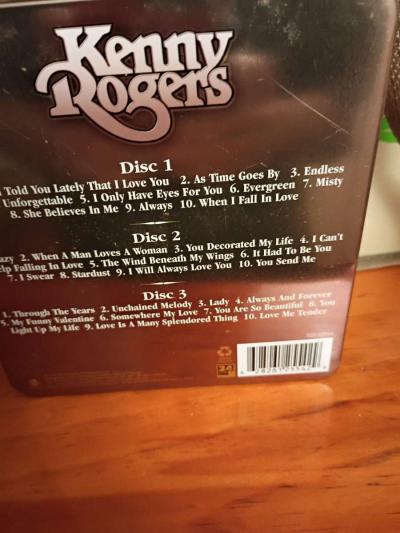 Kenny
Rogers
Disc 1
Told You Lately That I Love You 2. As Time Goes By 3. Endless
Unforgettable 5. I Only Have Eyes For You 6. Evergreen 7. Misty
8. She Believes In Me 9. Always 10. When I Fall In Love
Disc 2
azy 2. When A Man Loves A Woman 3. You Decorated My Life 4. I Can't
elp Falling In Love 5. The Wind Beneath My Wings 6. It Had To Be You
7. I Swear 8. Stardust 9. I Will Always Love You 10. You Send Me
Disc 3
1. Through The Years 2. Unchained Melody 3. Lady 4. Always And Forever
5. My Funny Valentine 6. Somewhere My Love 7. You Are So Beautiful 8. You
Light Up My Life 9. Love Is A Many Splendored Thing 10. Love Me Tender